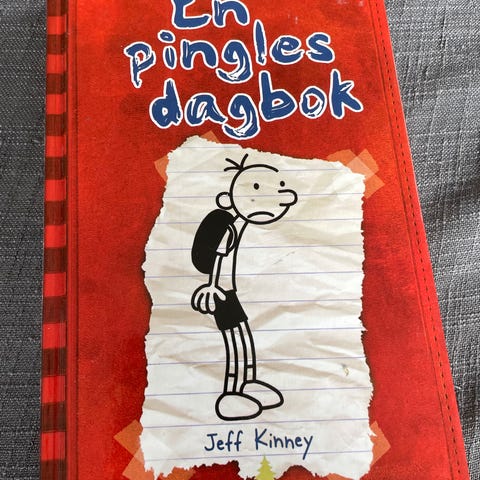 En
pingles
dagbok
Jeff Kinney